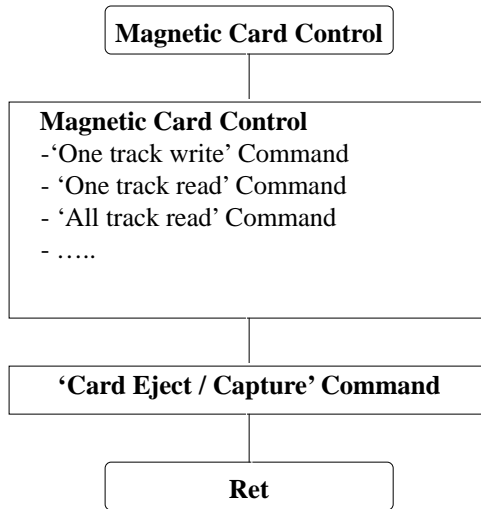 Magnetic Card Control
Magnetic Card Control
-‘One track write’ Command
- ‘One track read’ Command
- ‘All track read’ Command
- …..
‘Card Eject / Capture’ Command
Ret